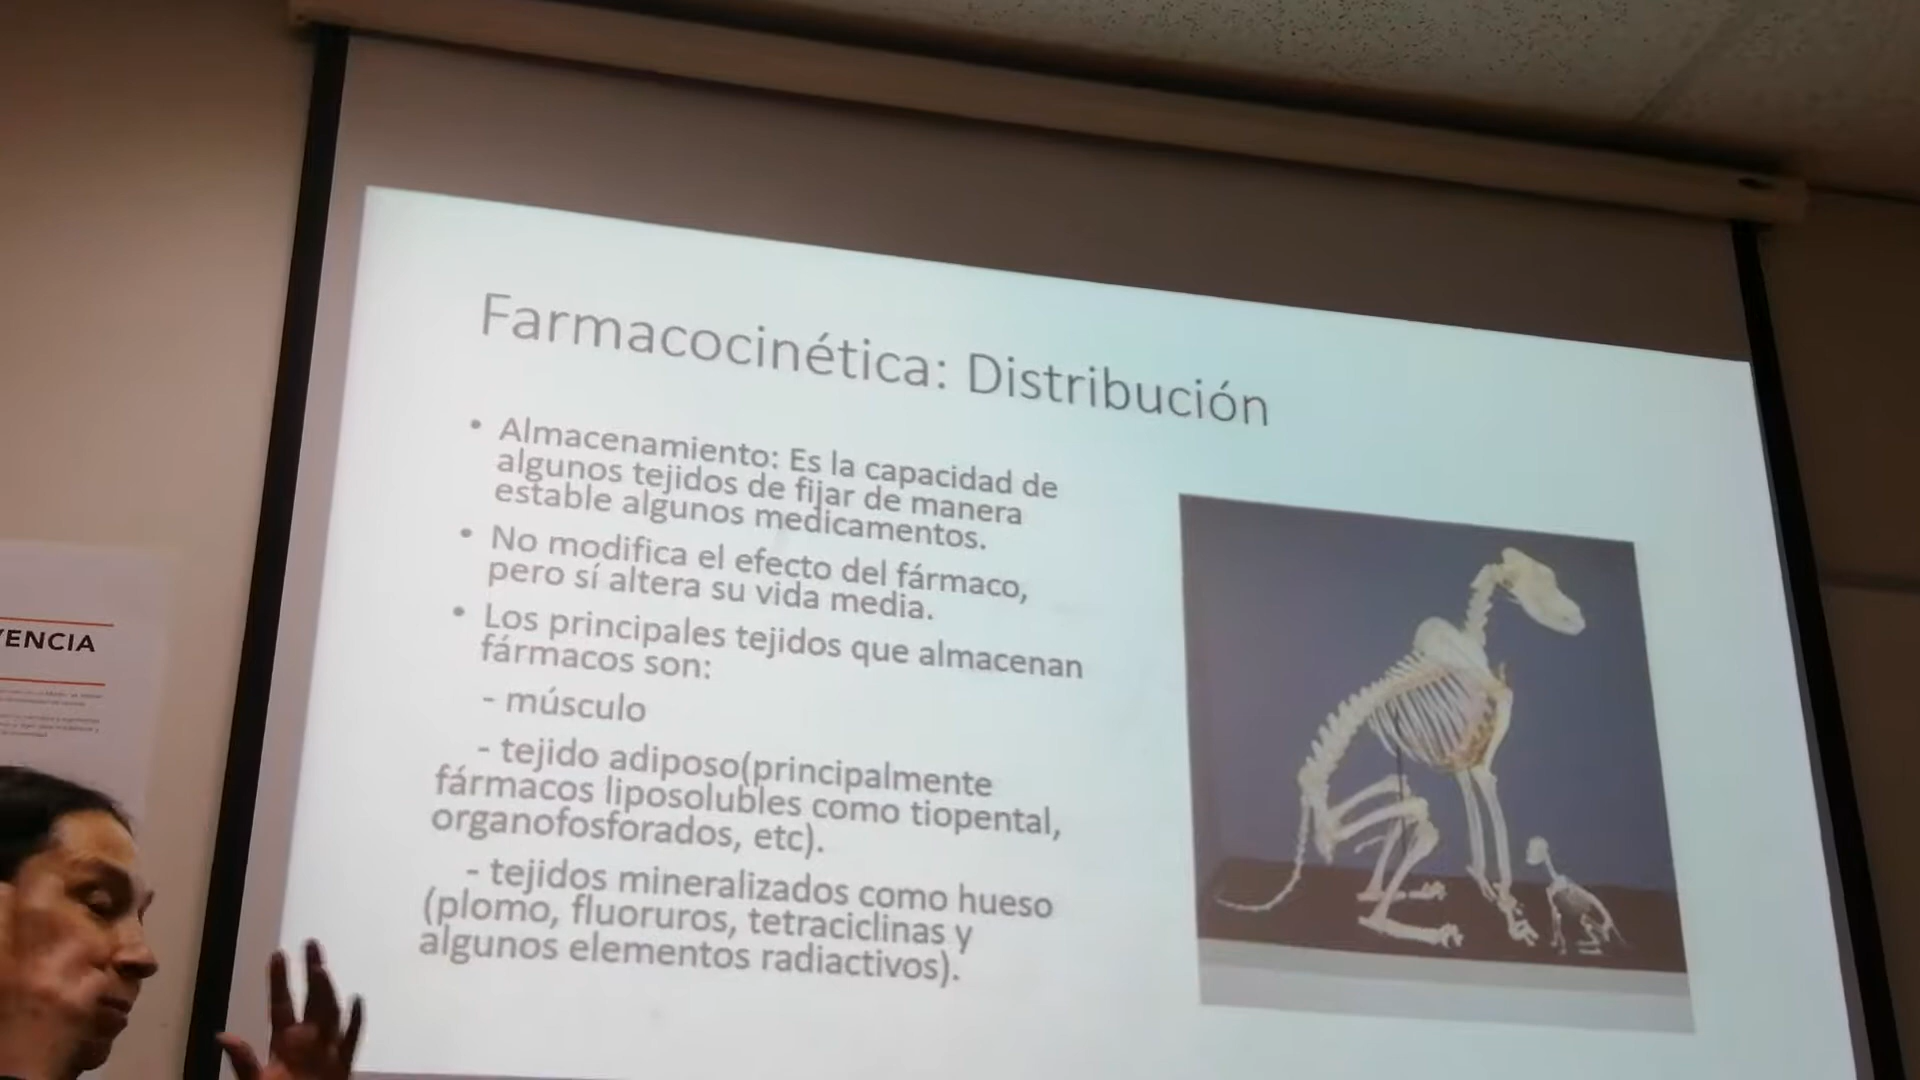 Farmacocinética: Distribución
• Almacenamiento: Es la capacidad de
algunos tejidos de fijar de manera
estable algunos medicamentos.
• No modifica el efecto del fármaco,
pero sí altera su vida media.
• Los principales tejidos que almacenan
fármacos son:
- músculo
- tejido adiposo(principalmente
fármacos liposolubles como tiopental,
organofosforados, etc).
- tejidos mineralizados como hueso
(plomo, fluoruros, tetraciclinas y
algunos elementos radiactivos).
VENCIA